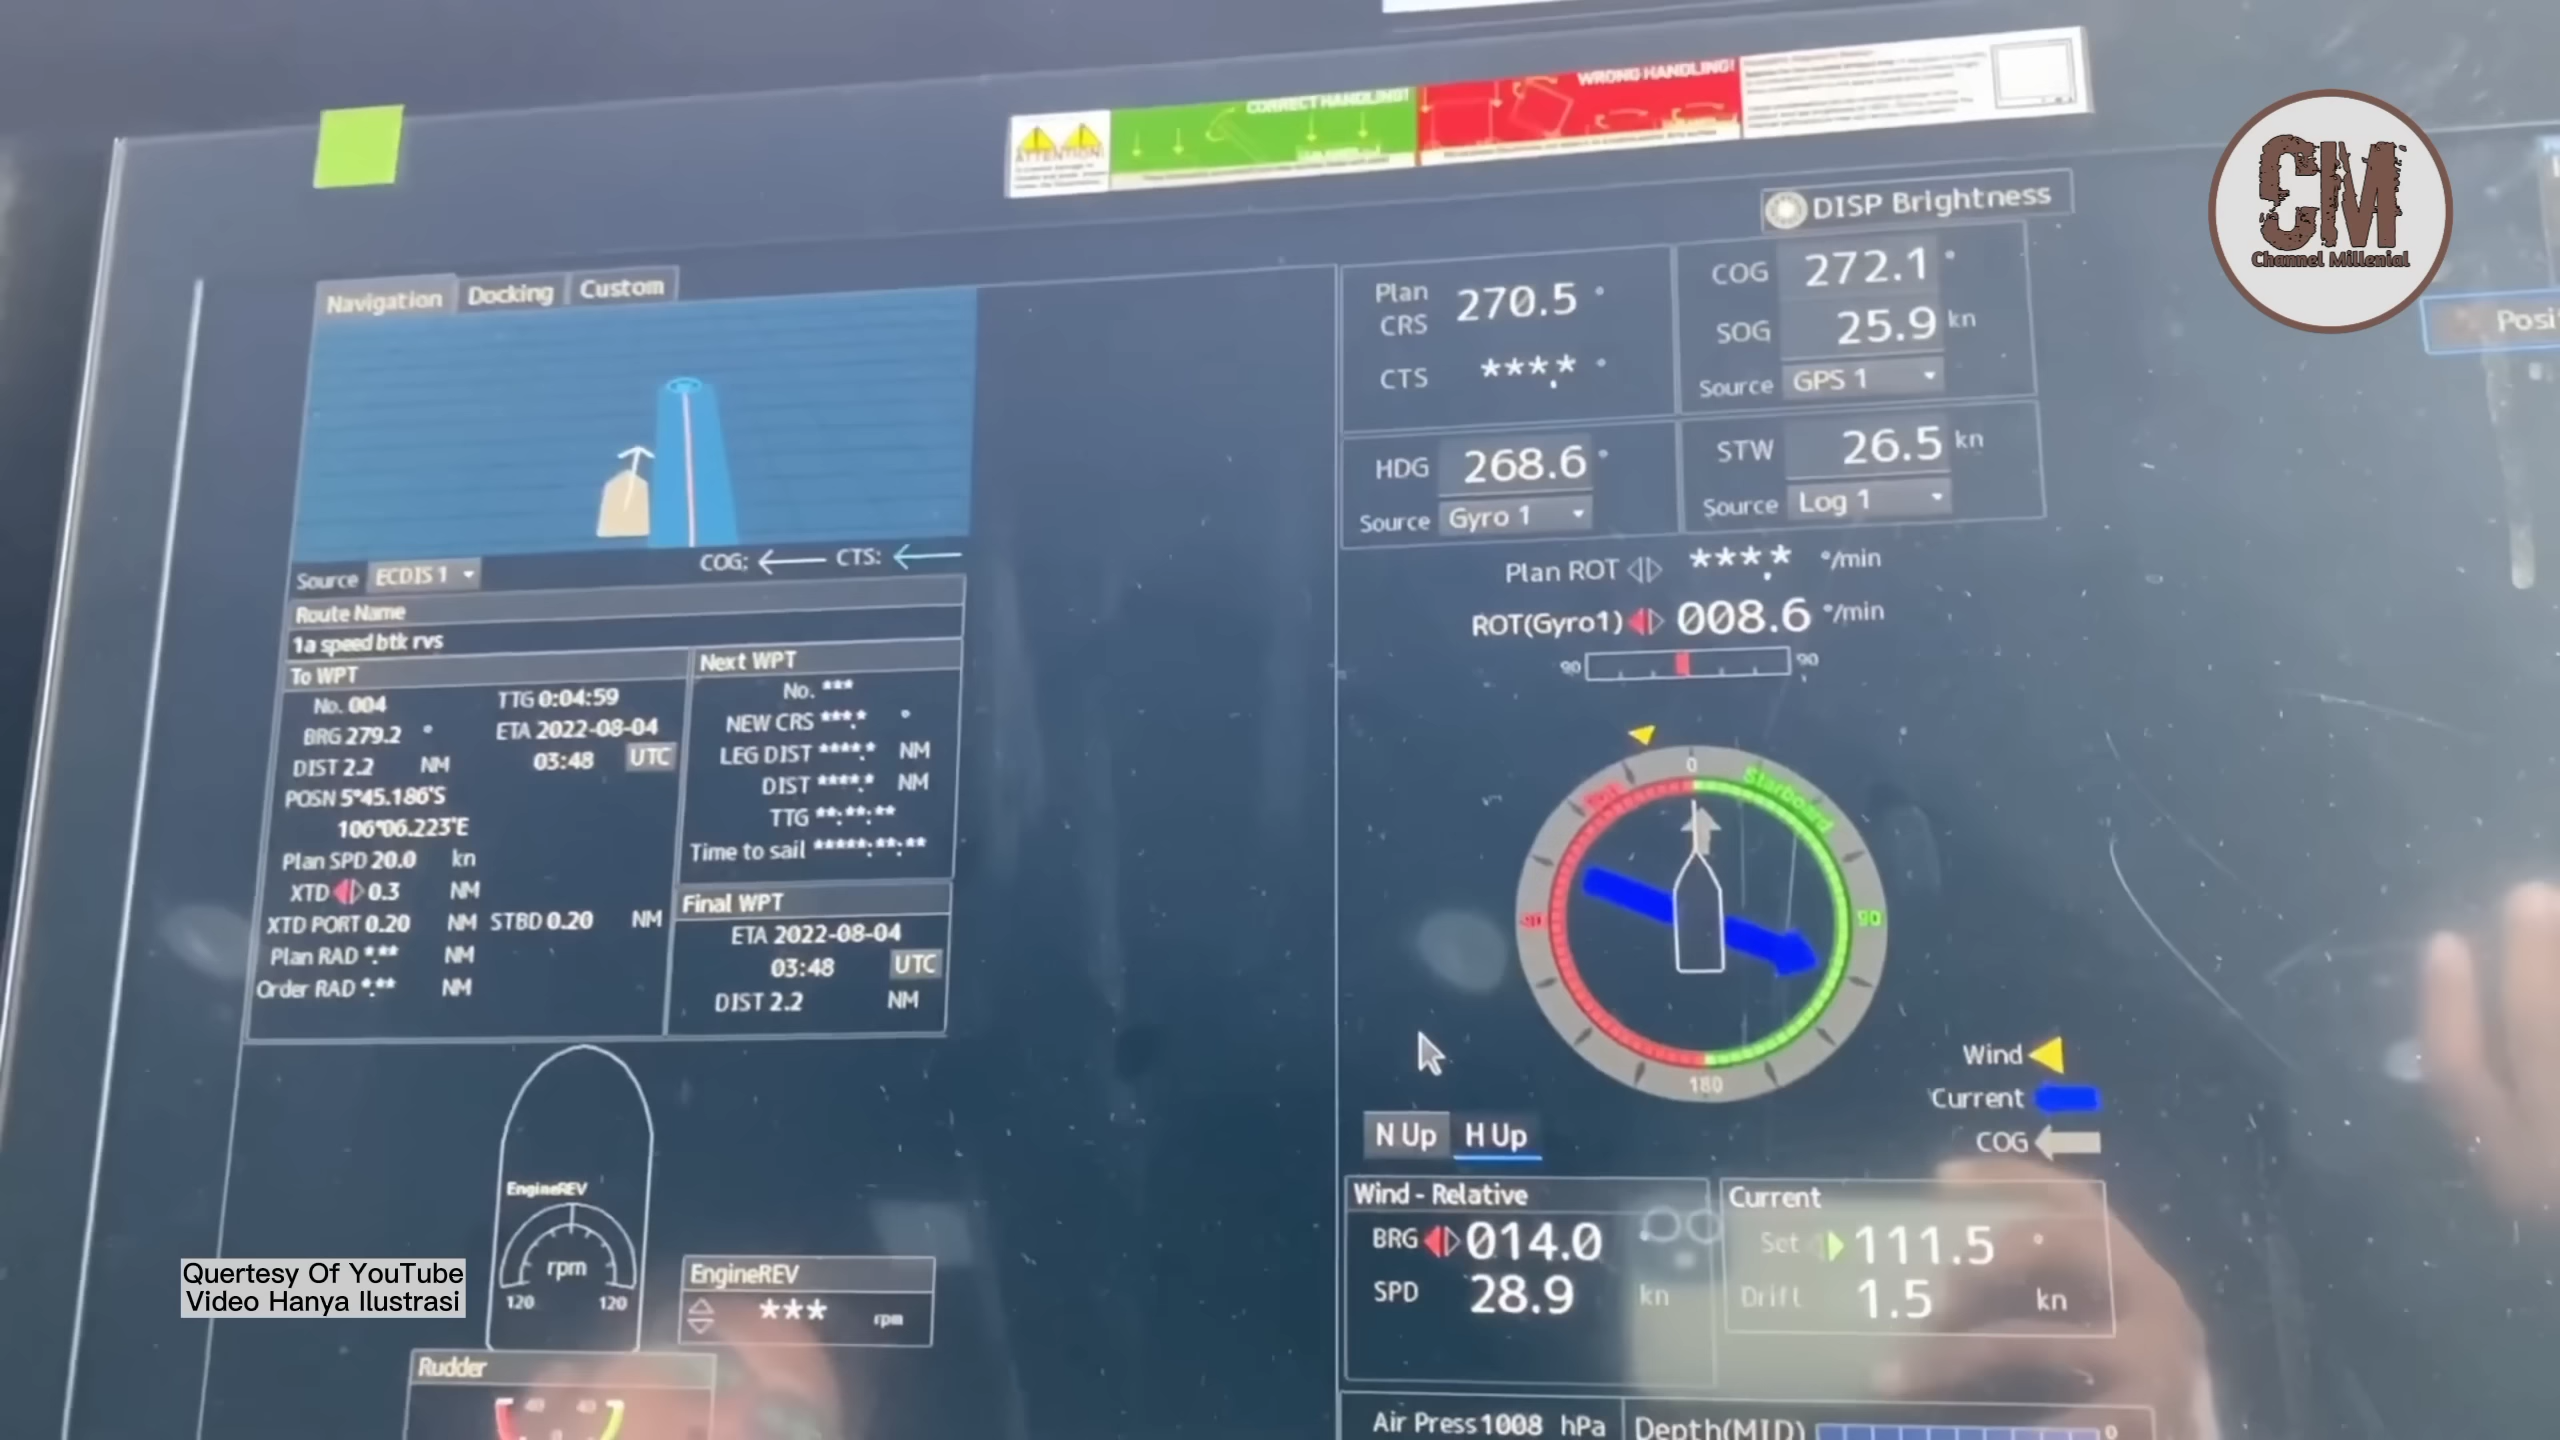 ATTENTION!
CORRECT HANDLING!
WRONG HANDLING!
CM
Channel Millenial
DISP Brightness
Navigation
Docking
Custom
Source ECDIS 1
COG:
CTS:
Route Name
1a speed btk rvs
To WPT
No. 004 TTG 0:04:59
BRG 279.2 ° ETA 2022-08-04
DIST 2.2 NM 03:48 UTC
POSN 5°45.186'S
106°06.223'E
Plan SPD 20.0 kn
XTD 0.3 NM
XTD PORT 0.20 NM STBD 0.20 NM
Plan RAD *.** NM
Order RAD *.** NM
Next WPT
No. ***
NEW CRS ***.* °
LEG DIST ****.* NM
DIST ****.* NM
TTG **:**:**
Time to sail *****:**:**
Final WPT
ETA 2022-08-04
03:48 UTC
DIST 2.2 NM
EngineREV
rpm
120 120
EngineREV
*** rpm
Rudder
40 40
0
Quertesy Of YouTube
Video Hanya Ilustrasi
Plan CRS 270.5 °
CTS ***.* °
COG 272.1 °
SOG 25.9 kn
Source GPS 1
HDG 268.6 °
Source Gyro 1
STW 26.5 kn
Source Log 1
Plan ROT ***.* °/min
ROT(Gyro1) 008.6 °/min
90 90
0
Starboard
90 90
180
Wind
Current
COG
N Up H Up
Wind - Relative
BRG 014.0 °
SPD 28.9 kn
Current
Set 111.5 °
Drift 1.5 kn
Air Press 1008 hPa
Depth(MID) 0